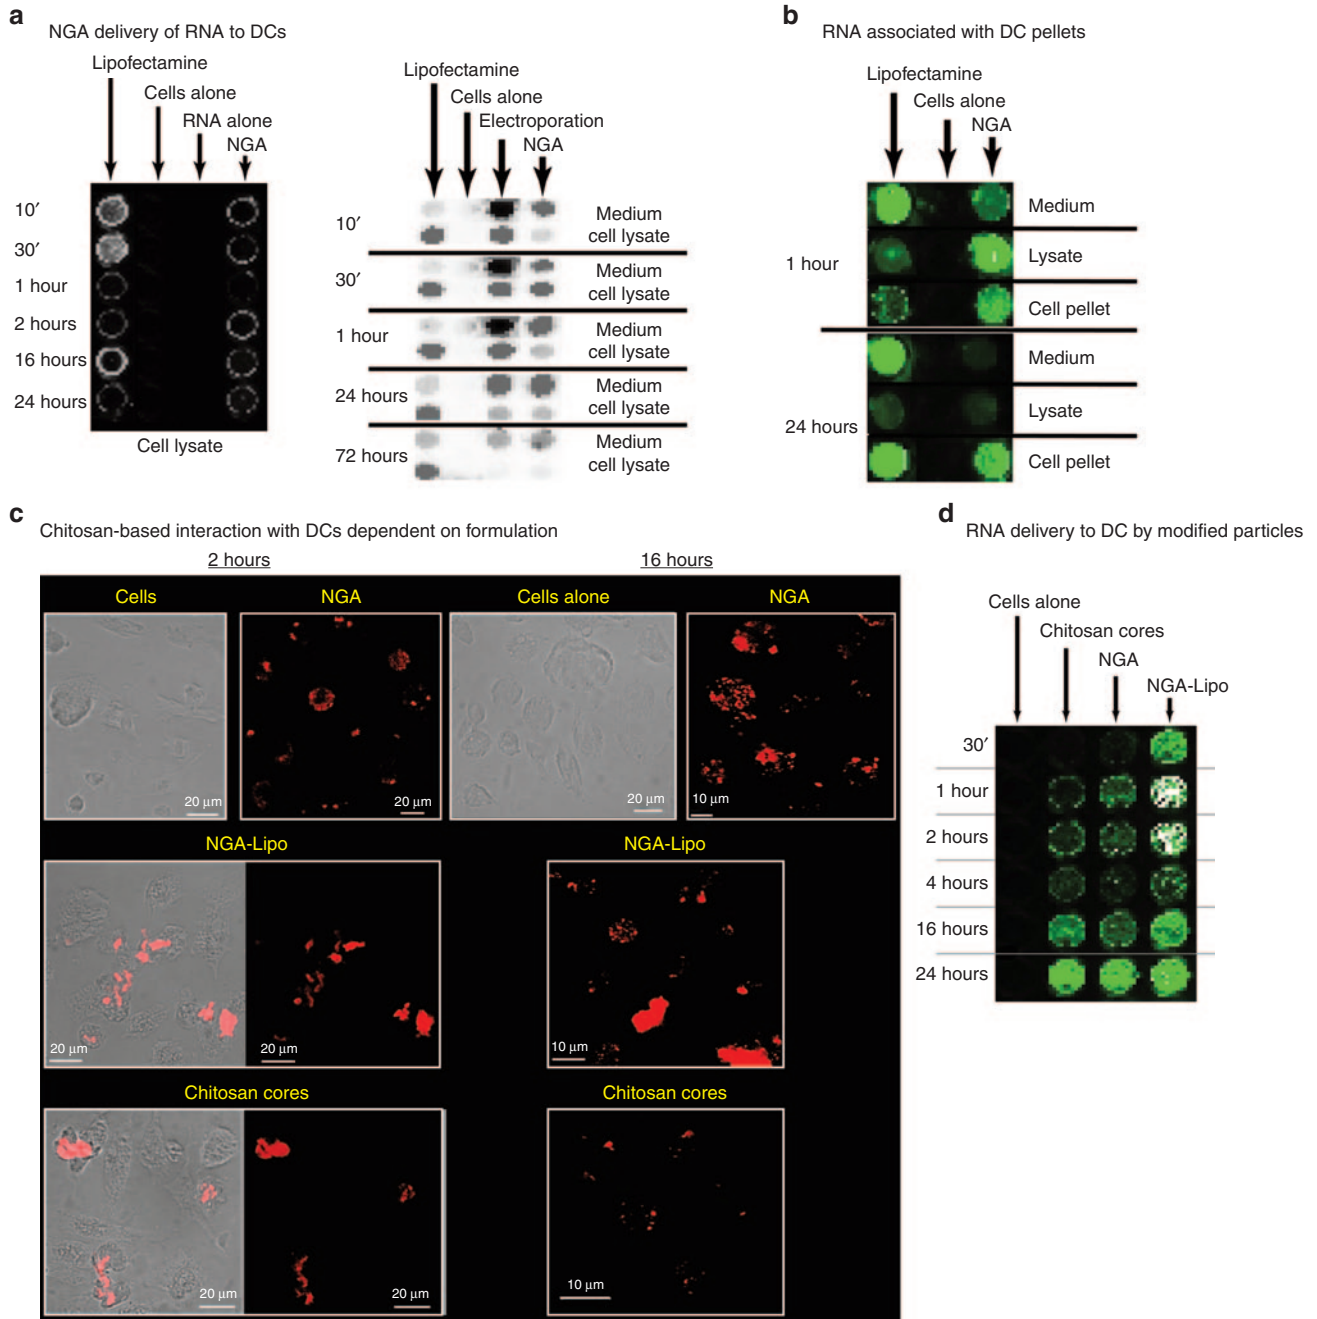 a
NGA delivery of RNA to DCs
Lipofectamine
Cells alone
RNA alone
NGA
10′
30′
1 hour
2 hours
16 hours
24 hours
Cell lysate
Lipofectamine
Cells alone
Electroporation
NGA
10′
Medium
cell lysate
30′
Medium
cell lysate
1 hour
Medium
cell lysate
24 hours
Medium
cell lysate
72 hours
Medium
cell lysate
b
RNA associated with DC pellets
Lipofectamine
Cells alone
NGA
1 hour
Medium
Lysate
Cell pellet
24 hours
Medium
Lysate
Cell pellet
c
Chitosan-based interaction with DCs dependent on formulation
2 hours
16 hours
Cells
NGA
Cells alone
NGA
20 μm
20 μm
20 μm
10 μm
NGA-Lipo
NGA-Lipo
20 μm
20 μm
10 μm
Chitosan cores
Chitosan cores
20 μm
20 μm
10 μm
d
RNA delivery to DC by modified particles
Cells alone
Chitosan cores
NGA
NGA-Lipo
30′
1 hour
2 hours
4 hours
16 hours
24 hours